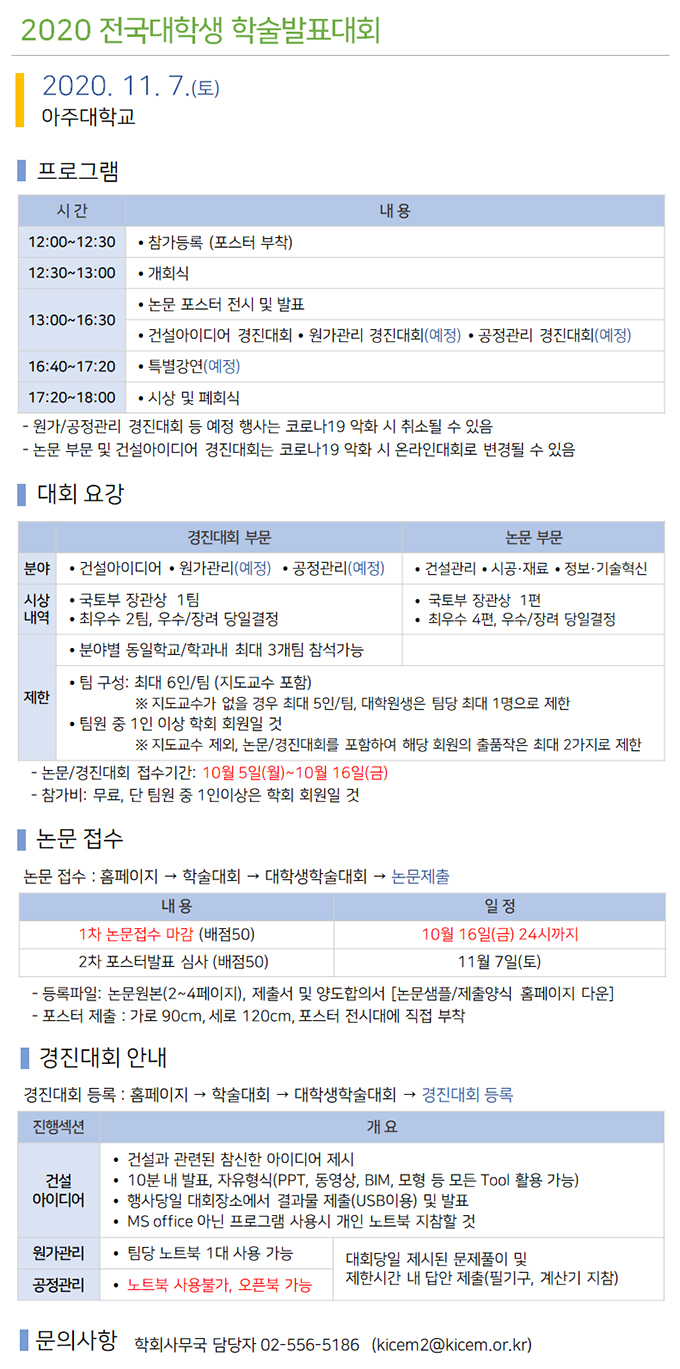 2020 전국대학생 학술발표대회
2020. 11. 7.(토)
아주대학교
프로그램
시 간 내 용
12:00~12:30 • 참가등록 (포스터 부착)
12:30~13:00 • 개회식
13:00~16:30 • 논문 포스터 전시 및 발표
• 건설아이디어 경진대회 • 원가관리 경진대회(예정) • 공정관리 경진대회(예정)
16:40~17:20 • 특별강연(예정)
17:20~18:00 • 시상 및 폐회식
- 원가/공정관리 경진대회 등 예정 행사는 코로나19 악화 시 취소될 수 있음
- 논문 부문 및 건설아이디어 경진대회는 코로나19 악화 시 온라인대회로 변경될 수 있음
대회 요강
경진대회 부문 논문 부문
분야 • 건설아이디어 • 원가관리(예정) • 공정관리(예정) • 건설관리 • 시공·재료 • 정보·기술혁신
시상 내역 • 국토부 장관상 1팀 • 국토부 장관상 1편
• 최우수 2팀, 우수/장려 당일결정 • 최우수 4편, 우수/장려 당일결정
제한 • 분야별 동일학교/학과내 최대 3개팀 참석가능
• 팀 구성: 최대 6인/팀 (지도교수 포함)
※ 지도교수가 없을 경우 최대 5인/팀, 대학원생은 팀당 최대 1명으로 제한
• 팀원 중 1인 이상 학회 회원일 것
※ 지도교수 제외, 논문/경진대회를 포함하여 해당 회원의 출품작은 최대 2가지로 제한
- 논문/경진대회 접수기간: 10월 5일(월)~10월 16일(금)
- 참가비: 무료, 단 팀원 중 1인이상은 학회 회원일 것
논문 접수
논문 접수 : 홈페이지 → 학술대회 → 대학생학술대회 → 논문제출
내 용 일 정
1차 논문접수 마감 (배점50) 10월 16일(금) 24시까지
2차 포스터발표 심사 (배점50) 11월 7일(토)
- 등록파일: 논문원본(2~4페이지), 제출서 및 양도합의서 [논문샘플/제출양식 홈페이지 다운]
- 포스터 제출 : 가로 90cm, 세로 120cm, 포스터 전시대에 직접 부착
경진대회 안내
경진대회 등록 : 홈페이지 → 학술대회 → 대학생학술대회 → 경진대회 등록
진행섹션 개 요
건설 아이디어 • 건설과 관련된 참신한 아이디어 제시
• 10분 내 발표, 자유형식(PPT, 동영상, BIM, 모형 등 모든 Tool 활용 가능)
• 행사당일 대회장소에서 결과물 제출(USB이용) 및 발표
• MS office 아닌 프로그램 사용시 개인 노트북 지참할 것
원가관리 • 팀당 노트북 1대 사용 가능
공정관리 • 노트북 사용불가, 오픈북 가능
대회당일 제시된 문제풀이 및
제한시간 내 답안 제출(필기구, 계산기 지참)
문의사항 학회사무국 담당자 02-556-5186 (kicem2@kicem.or.kr)